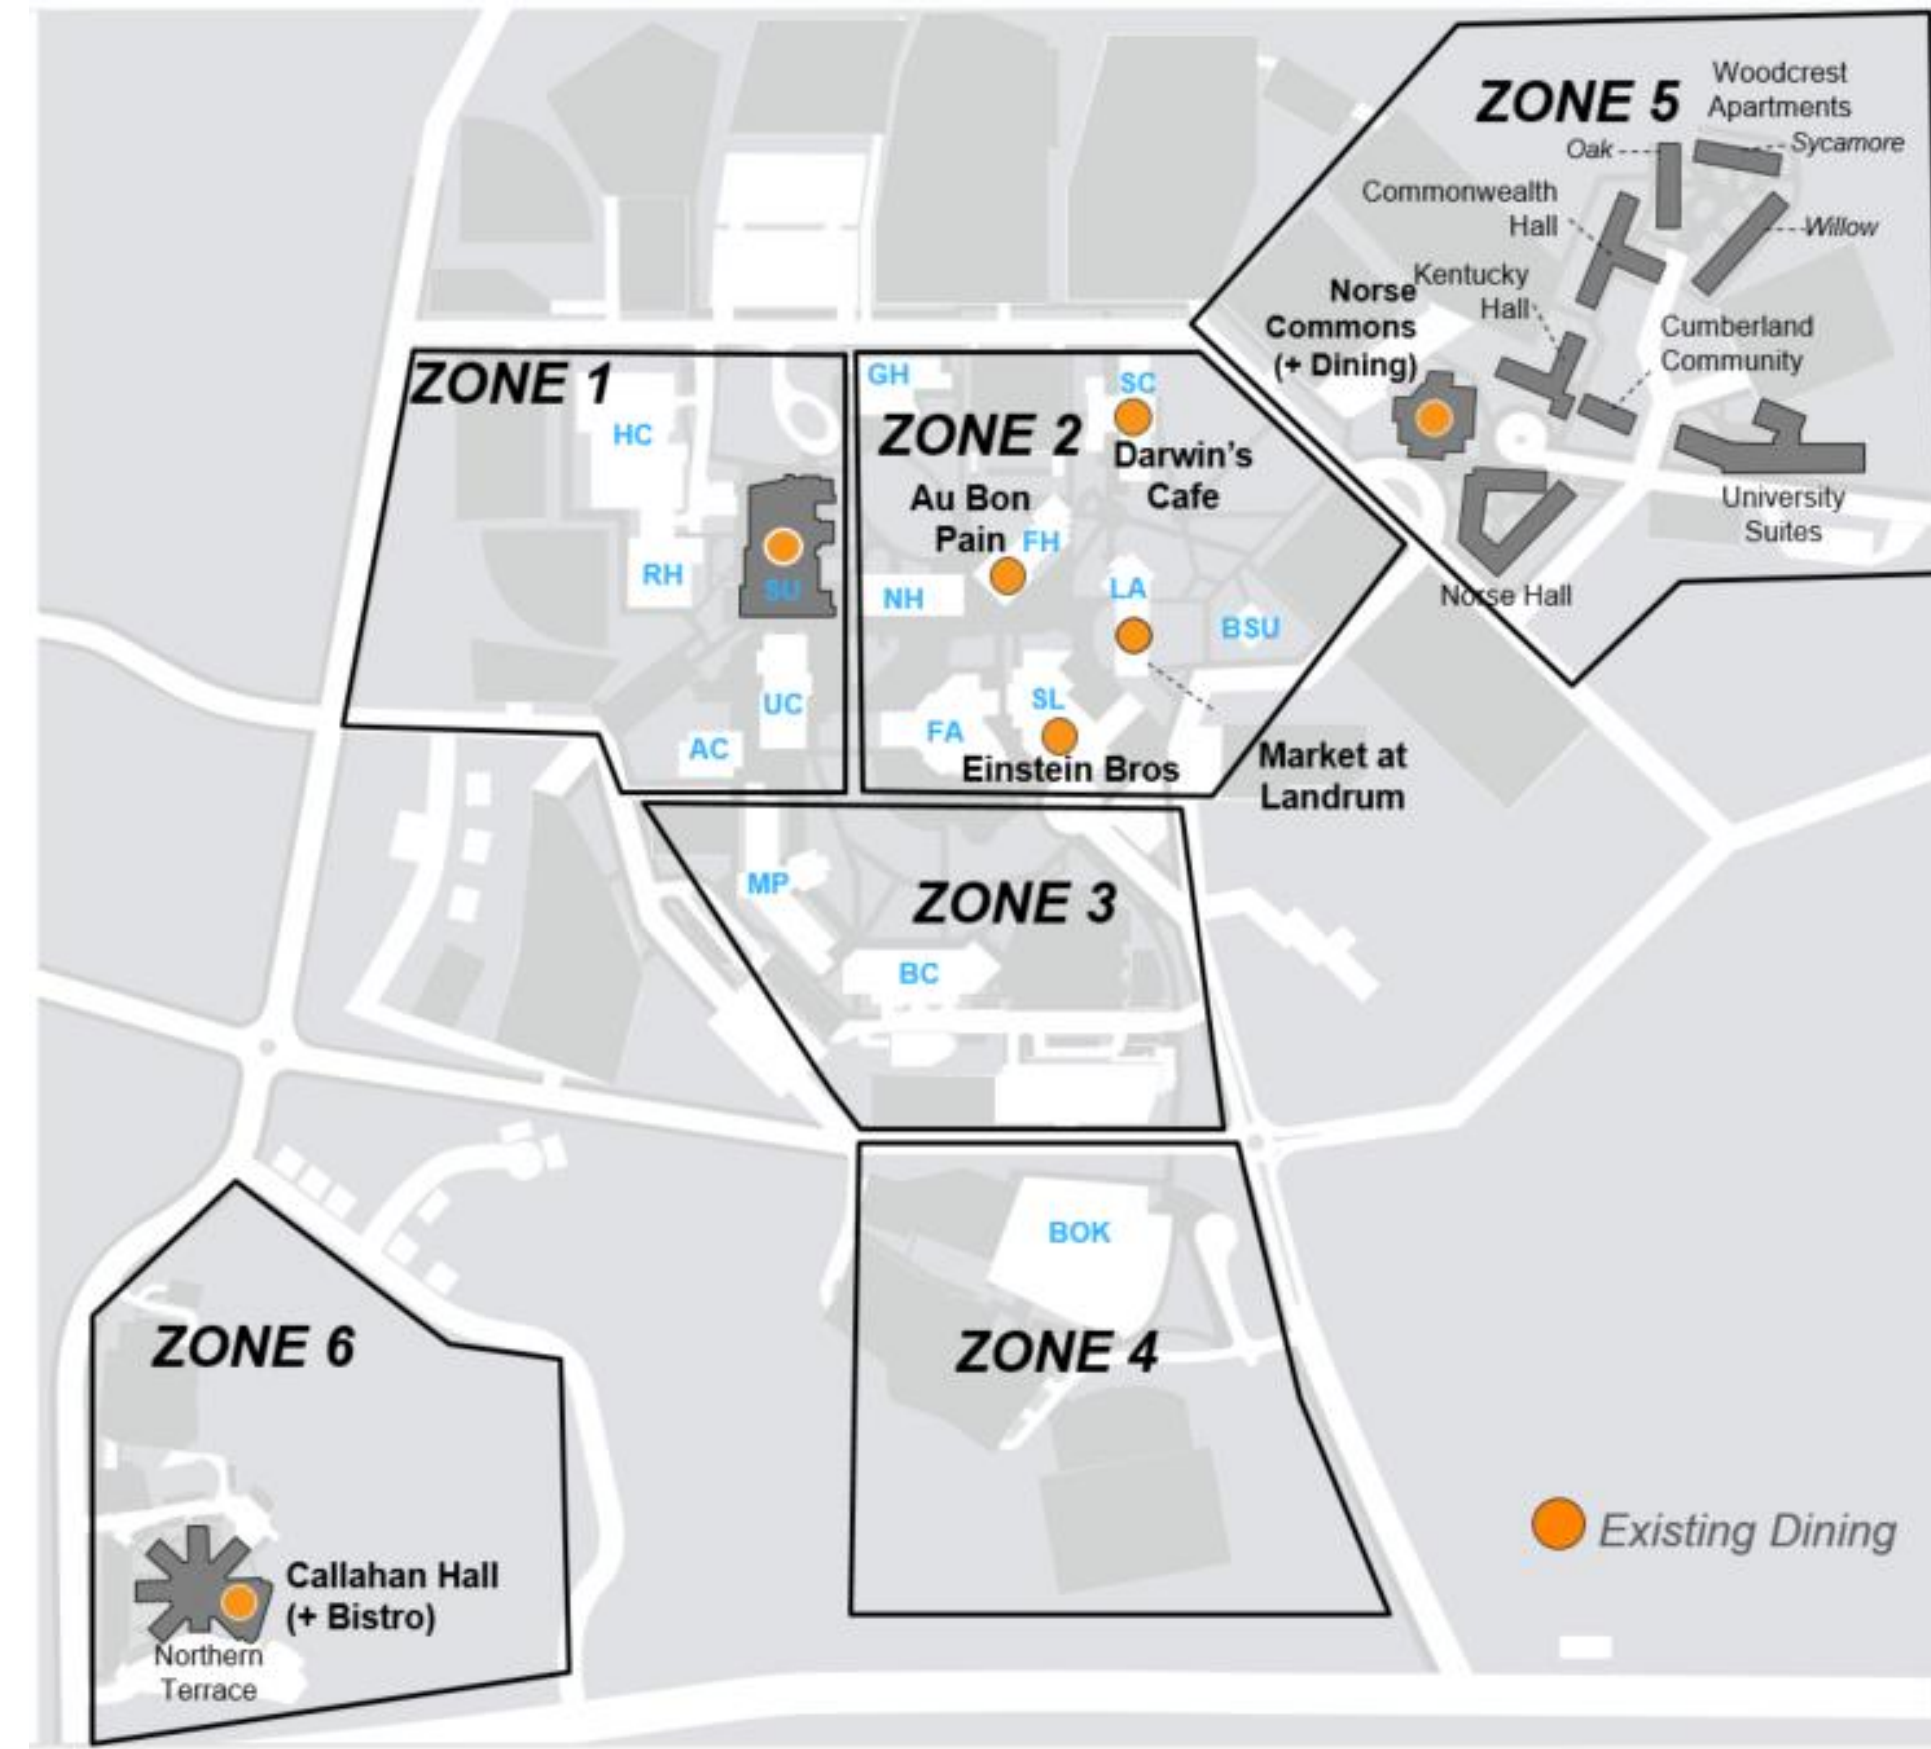 ZONE 5
Woodcrest
Apartments
Oak
Sycamore
Commonwealth
Hall
Willow
Kentucky
Hall
Norse
Commons
(+ Dining)
Cumberland
Community
University
Suites
Norse Hall
ZONE 1
HC
RH
SU
UC
AC
GH
SC
ZONE 2
Darwin's
Cafe
Au Bon
Pain
FH
NH
LA
BSU
SL
FA
Einstein Bros
Market at
Landrum
MP
ZONE 3
BC
BOK
ZONE 4
ZONE 6
Callahan Hall
(+ Bistro)
Northern
Terrace
Existing Dining